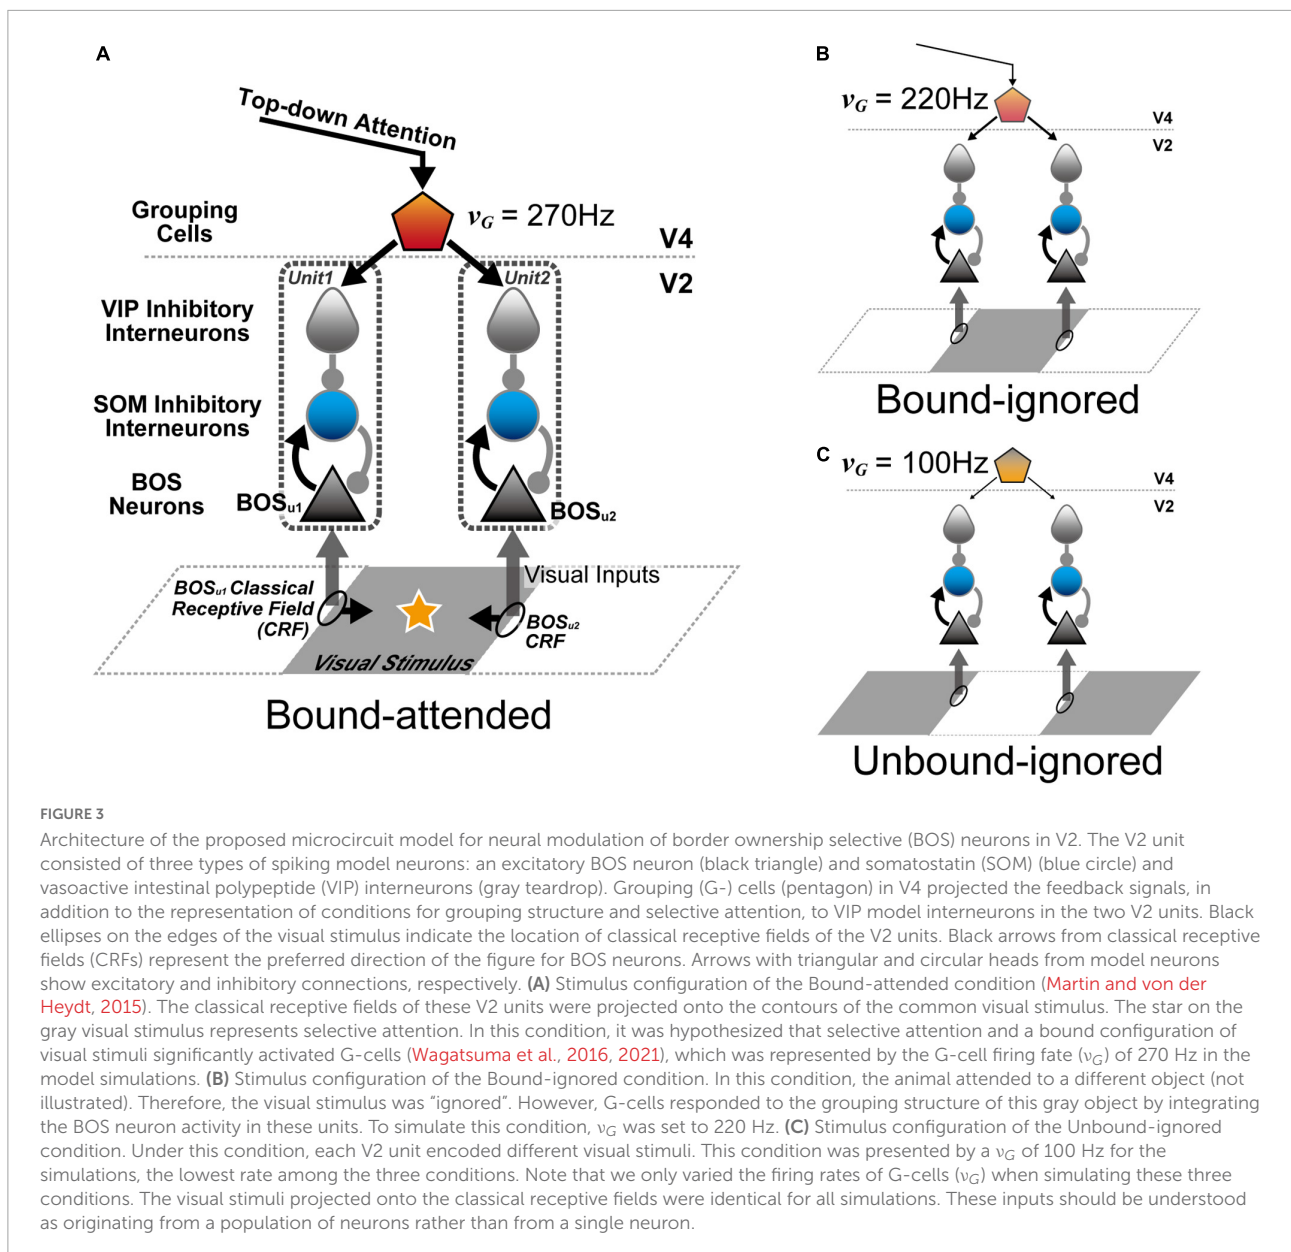 A
Top-down Attention
Grouping
Cells
νG = 270Hz
V4
V2
Unit1
Unit2
VIP Inhibitory
Interneurons
SOM Inhibitory
Interneurons
BOS
Neurons
BOSu1
BOSu2
Visual Inputs
BOSu1 Classical
Receptive Field
(CRF)
BOSu2
CRF
Visual Stimulus
Bound-attended
B
νG = 220Hz
V4
V2
Bound-ignored
C
νG = 100Hz
V4
V2
Unbound-ignored
FIGURE 3
Architecture of the proposed microcircuit model for neural modulation of border ownership selective (BOS) neurons in V2. The V2 unit
consisted of three types of spiking model neurons: an excitatory BOS neuron (black triangle) and somatostatin (SOM) (blue circle) and
vasoactive intestinal polypeptide (VIP) interneurons (gray teardrop). Grouping (G-) cells (pentagon) in V4 projected the feedback signals, in
addition to the representation of conditions for grouping structure and selective attention, to VIP model interneurons in the two V2 units. Black
ellipses on the edges of the visual stimulus indicate the location of classical receptive fields of the V2 units. Black arrows from classical receptive
fields (CRFs) represent the preferred direction of the figure for BOS neurons. Arrows with triangular and circular heads from model neurons
show excitatory and inhibitory connections, respectively. (A) Stimulus configuration of the Bound-attended condition (Martin and von der
Heydt, 2015). The classical receptive fields of these V2 units were projected onto the contours of the common visual stimulus. The star on the
gray visual stimulus represents selective attention. In this condition, it was hypothesized that selective attention and a bound configuration of
visual stimuli significantly activated G-cells (Wagatsuma et al., 2016, 2021), which was represented by the G-cell firing fate (νG) of 270 Hz in the
model simulations. (B) Stimulus configuration of the Bound-ignored condition. In this condition, the animal attended to a different object (not
illustrated). Therefore, the visual stimulus was “ignored”. However, G-cells responded to the grouping structure of this gray object by integrating
the BOS neuron activity in these units. To simulate this condition, νG was set to 220 Hz. (C) Stimulus configuration of the Unbound-ignored
condition. Under this condition, each V2 unit encoded different visual stimuli. This condition was presented by a νG of 100 Hz for the
simulations, the lowest rate among the three conditions. Note that we only varied the firing rates of G-cells (νG) when simulating these three
conditions. The visual stimuli projected onto the classical receptive fields were identical for all simulations. These inputs should be understood
as originating from a population of neurons rather than from a single neuron.